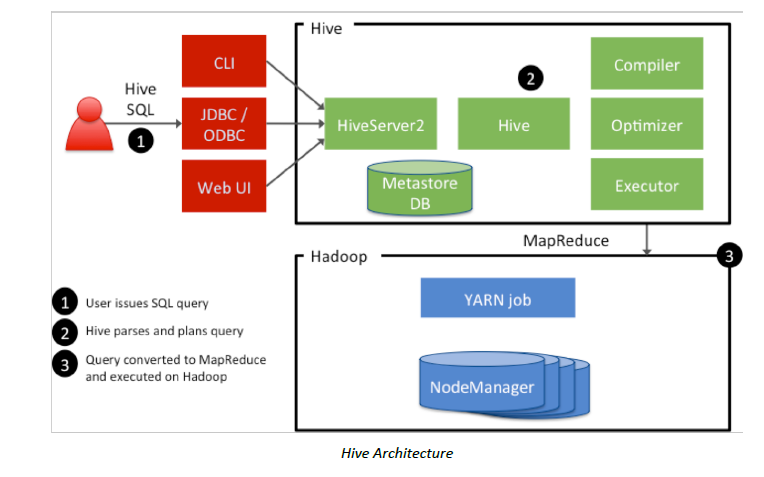 Hive
CLI
Compiler
Hive
SQL
2
JDBC /
ODBC
HiveServer2
Hive
Optimizer
1
Web UI
Metastore
DB
Executor
MapReduce
Hadoop
3
YARN job
1 User issues SQL query
2 Hive parses and plans query
3 Query converted to MapReduce
and executed on Hadoop
NodeManager
Hive Architecture